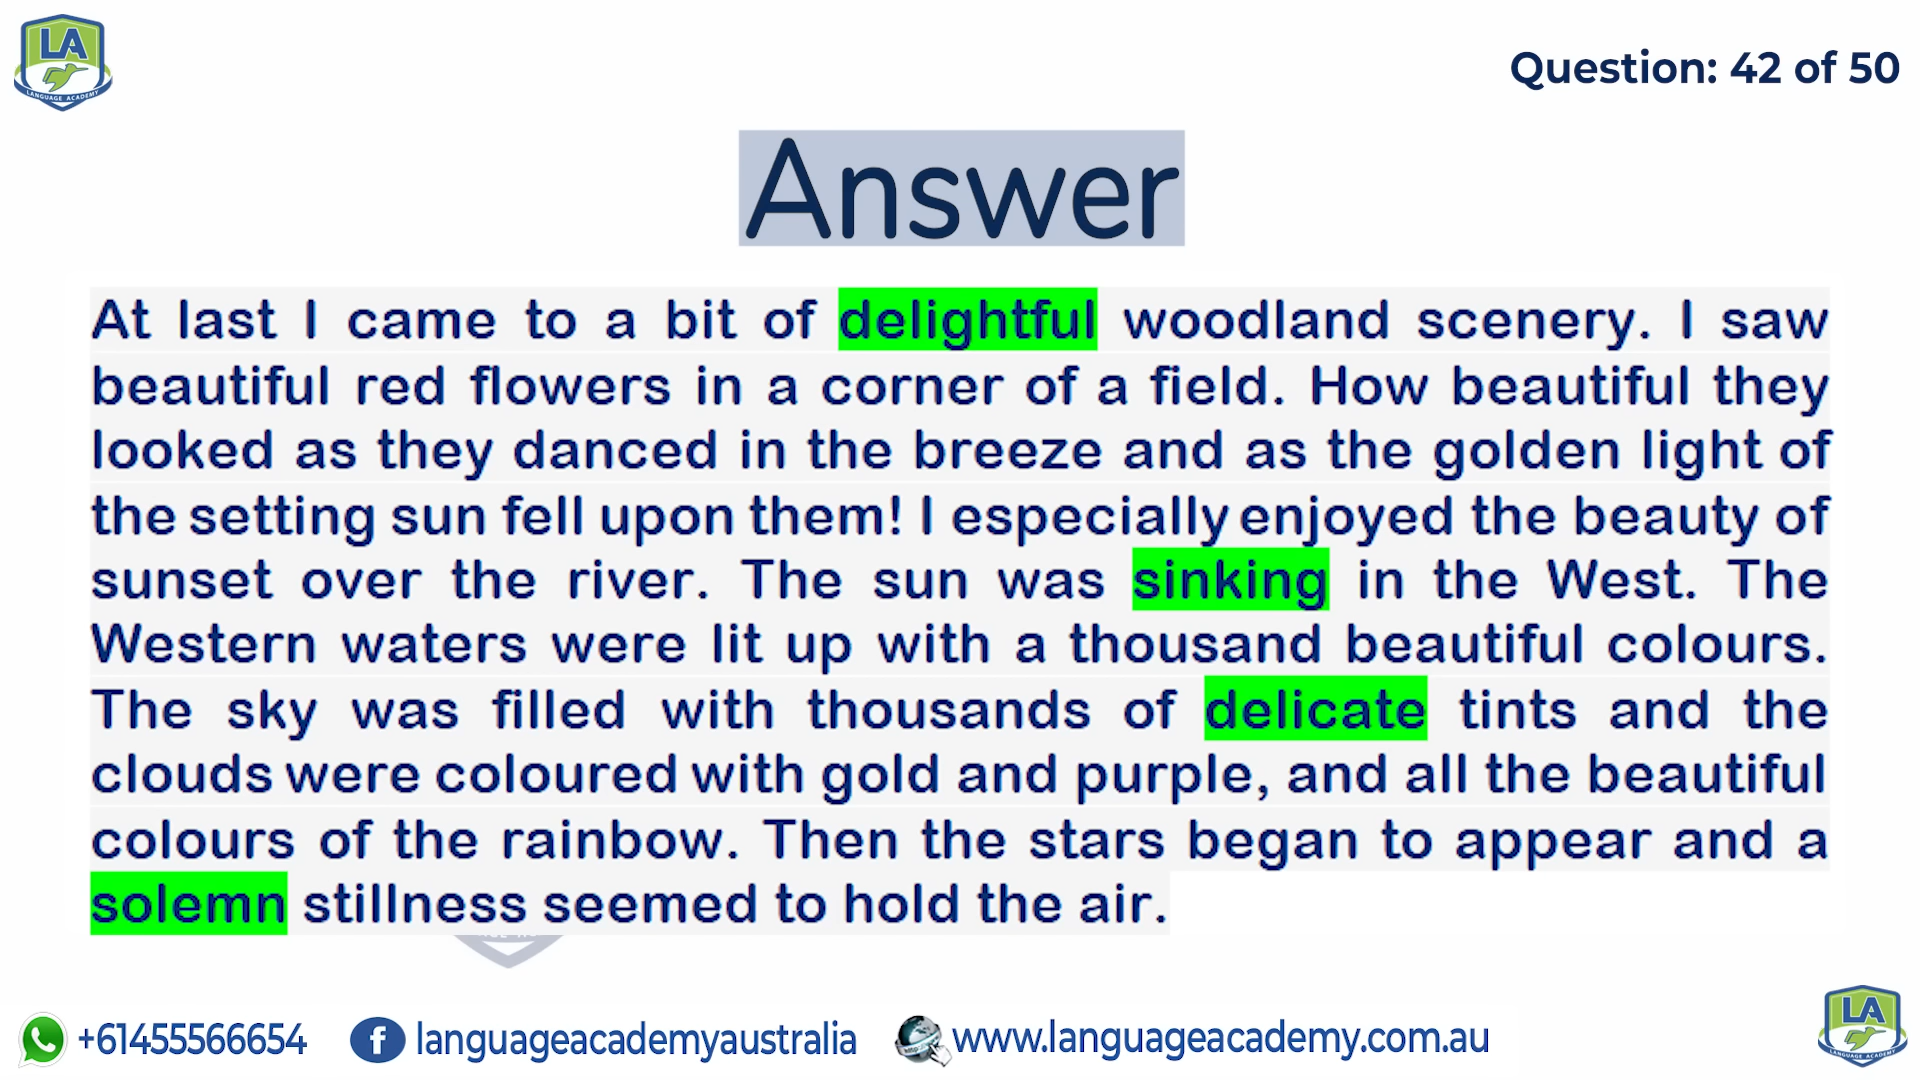 LA
LANGUAGE ACADEMY
Question: 42 of 50
Answer
At last I came to a bit of delightful woodland scenery. I saw
beautiful red flowers in a corner of a field. How beautiful they
looked as they danced in the breeze and as the golden light of
the setting sun fell upon them! I especially enjoyed the beauty of
sunset over the river. The sun was sinking in the West. The
Western waters were lit up with a thousand beautiful colours.
The sky was filled with thousands of delicate tints and the
clouds were coloured with gold and purple, and all the beautiful
colours of the rainbow. Then the stars began to appear and a
solemn stillness seemed to hold the air.
+61455566654 languageacademyaustralia www.languageacademy.com.au
LA
LANGUAGE ACADEMY